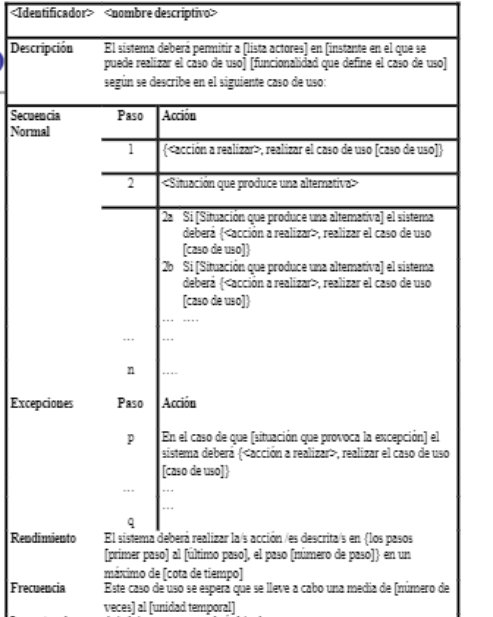 <Identificador> <nombre descriptivo>
Descripción El sistema deberá permitir a [lista actores] en [instante en el que se
puede realizar el caso de uso] [funcionalidad que define el caso de uso]
según se describe en el siguiente caso de uso:
Secuencia Paso Acción
Normal
1 {<acción a realizar>, realizar el caso de uso [caso de uso]}
2 <Situación que produce una alternativa>
2a Si [Situación que produce una alternativa] el sistema
deberá {<acción a realizar>, realizar el caso de uso
[caso de uso]}
2b Si [Situación que produce una alternativa] el sistema
deberá {<acción a realizar>, realizar el caso de uso
[caso de uso]}
... ....
... ...
n ....
Excepciones Paso Acción
p En el caso de que [situación que provoca la excepción] el
sistema deberá {<acción a realizar>, realizar el caso de uso
[caso de uso]}
... ...
...
q
Rendimiento El sistema deberá realizar la/s acción /es descrita/s en {los pasos
[primer paso] al [último paso], el paso [número de paso]} en un
máximo de [cota de tiempo]
Frecuencia Este caso de uso se espera que se lleve a cabo una media de [número de
veces] al [unidad temporal]